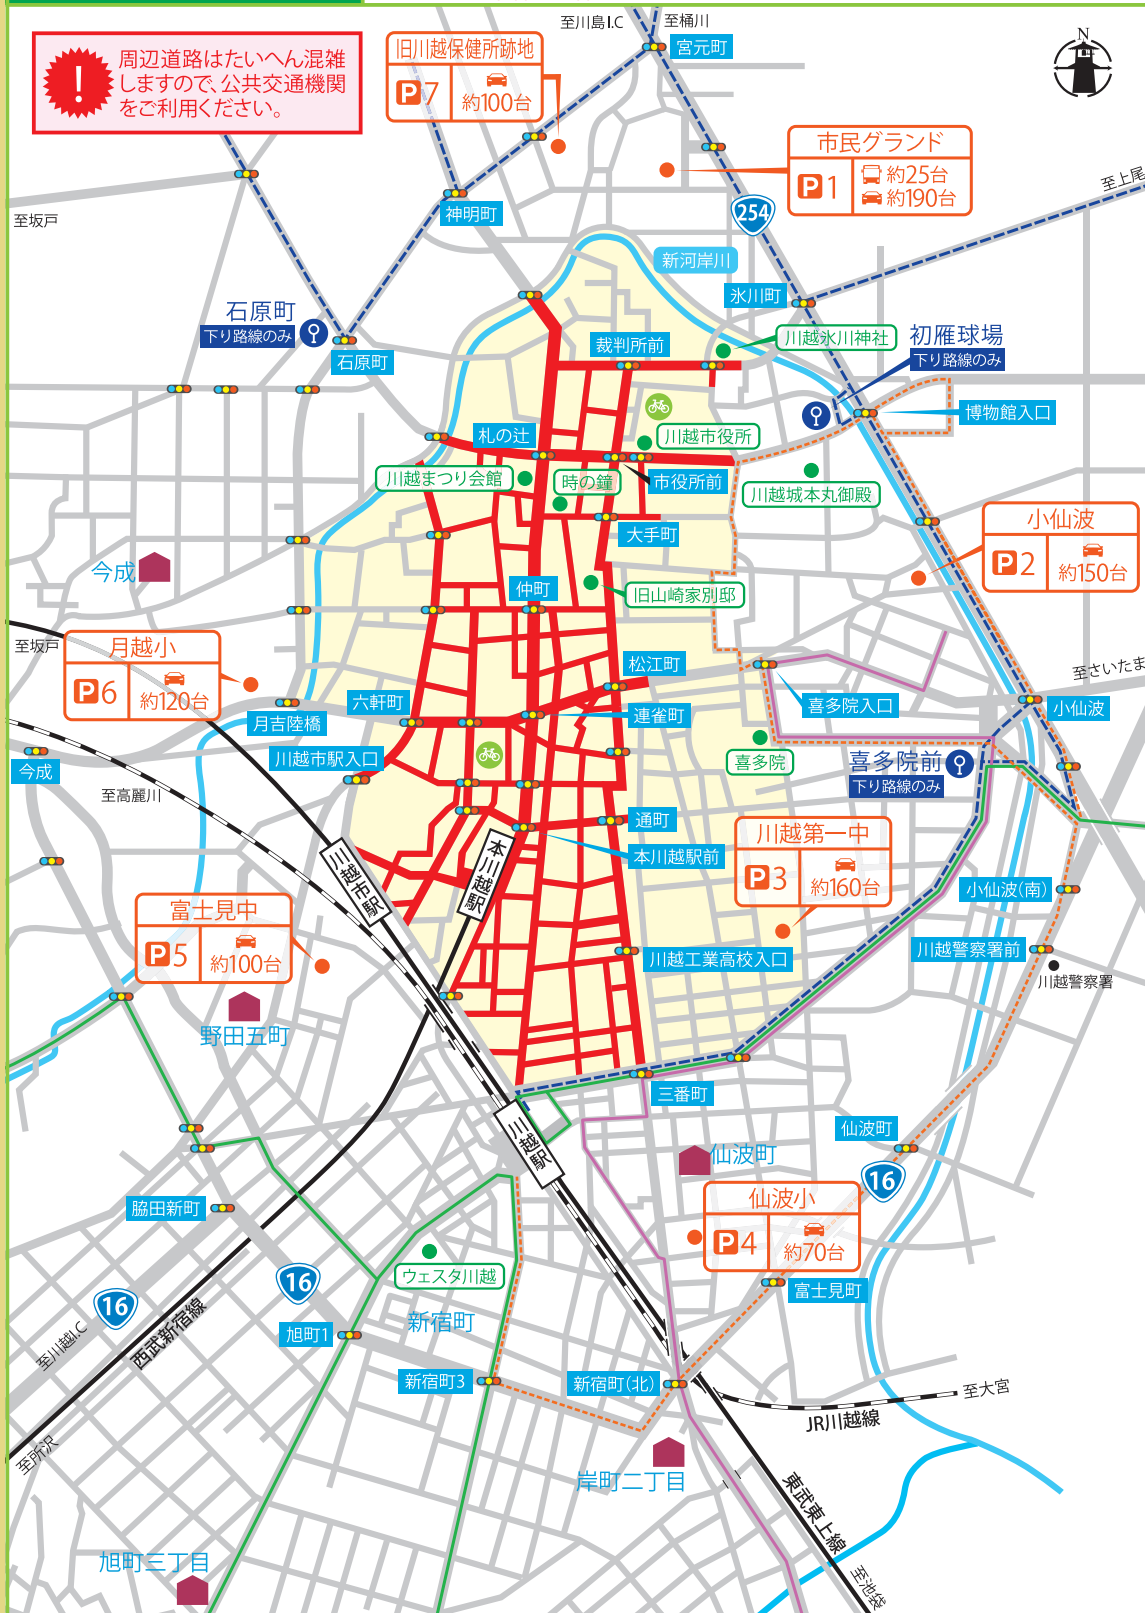 至川島I.C
至桶川
宮元町
N
周辺道路はたいへん混雑
しますので、公共交通機関
をご利用ください。
!
旧川越保健所跡地
P7
約100台
市民グランド
P1
約25台
約190台
至上尾
至坂戸
神明町
254
新河岸川
氷川町
石原町
下り路線のみ
石原町
裁判所前
川越氷川神社
初雁球場
下り路線のみ
博物館入口
札の辻
川越市役所
川越まつり会館
時の鐘
市役所前
川越城本丸御殿
大手町
小仙波
P2
約150台
今成
仲町
旧山崎家別邸
至坂戸
月越小
P6
約120台
松江町
至さいたま
六軒町
連雀町
喜多院入口
小仙波
月吉陸橋
川越市駅入口
喜多院
喜多院前
下り路線のみ
今成
至高麗川
通町
川越第一中
P3
約160台
本川越駅前
本川越駅
川越市駅
小仙波(南)
富士見中
P5
約100台
川越工業高校入口
川越警察署前
川越警察署
野田五町
三番町
川越駅
仙波町
仙波町
16
脇田新町
仙波小
P4
約70台
ウェスタ川越
富士見町
16
16
新宿町
旭町1
至川越I.C
西武新宿線
新宿町3
新宿町(北)
至大宮
JR川越線
至所沢
岸町二丁目
東武東上線
旭町三丁目
至池袋